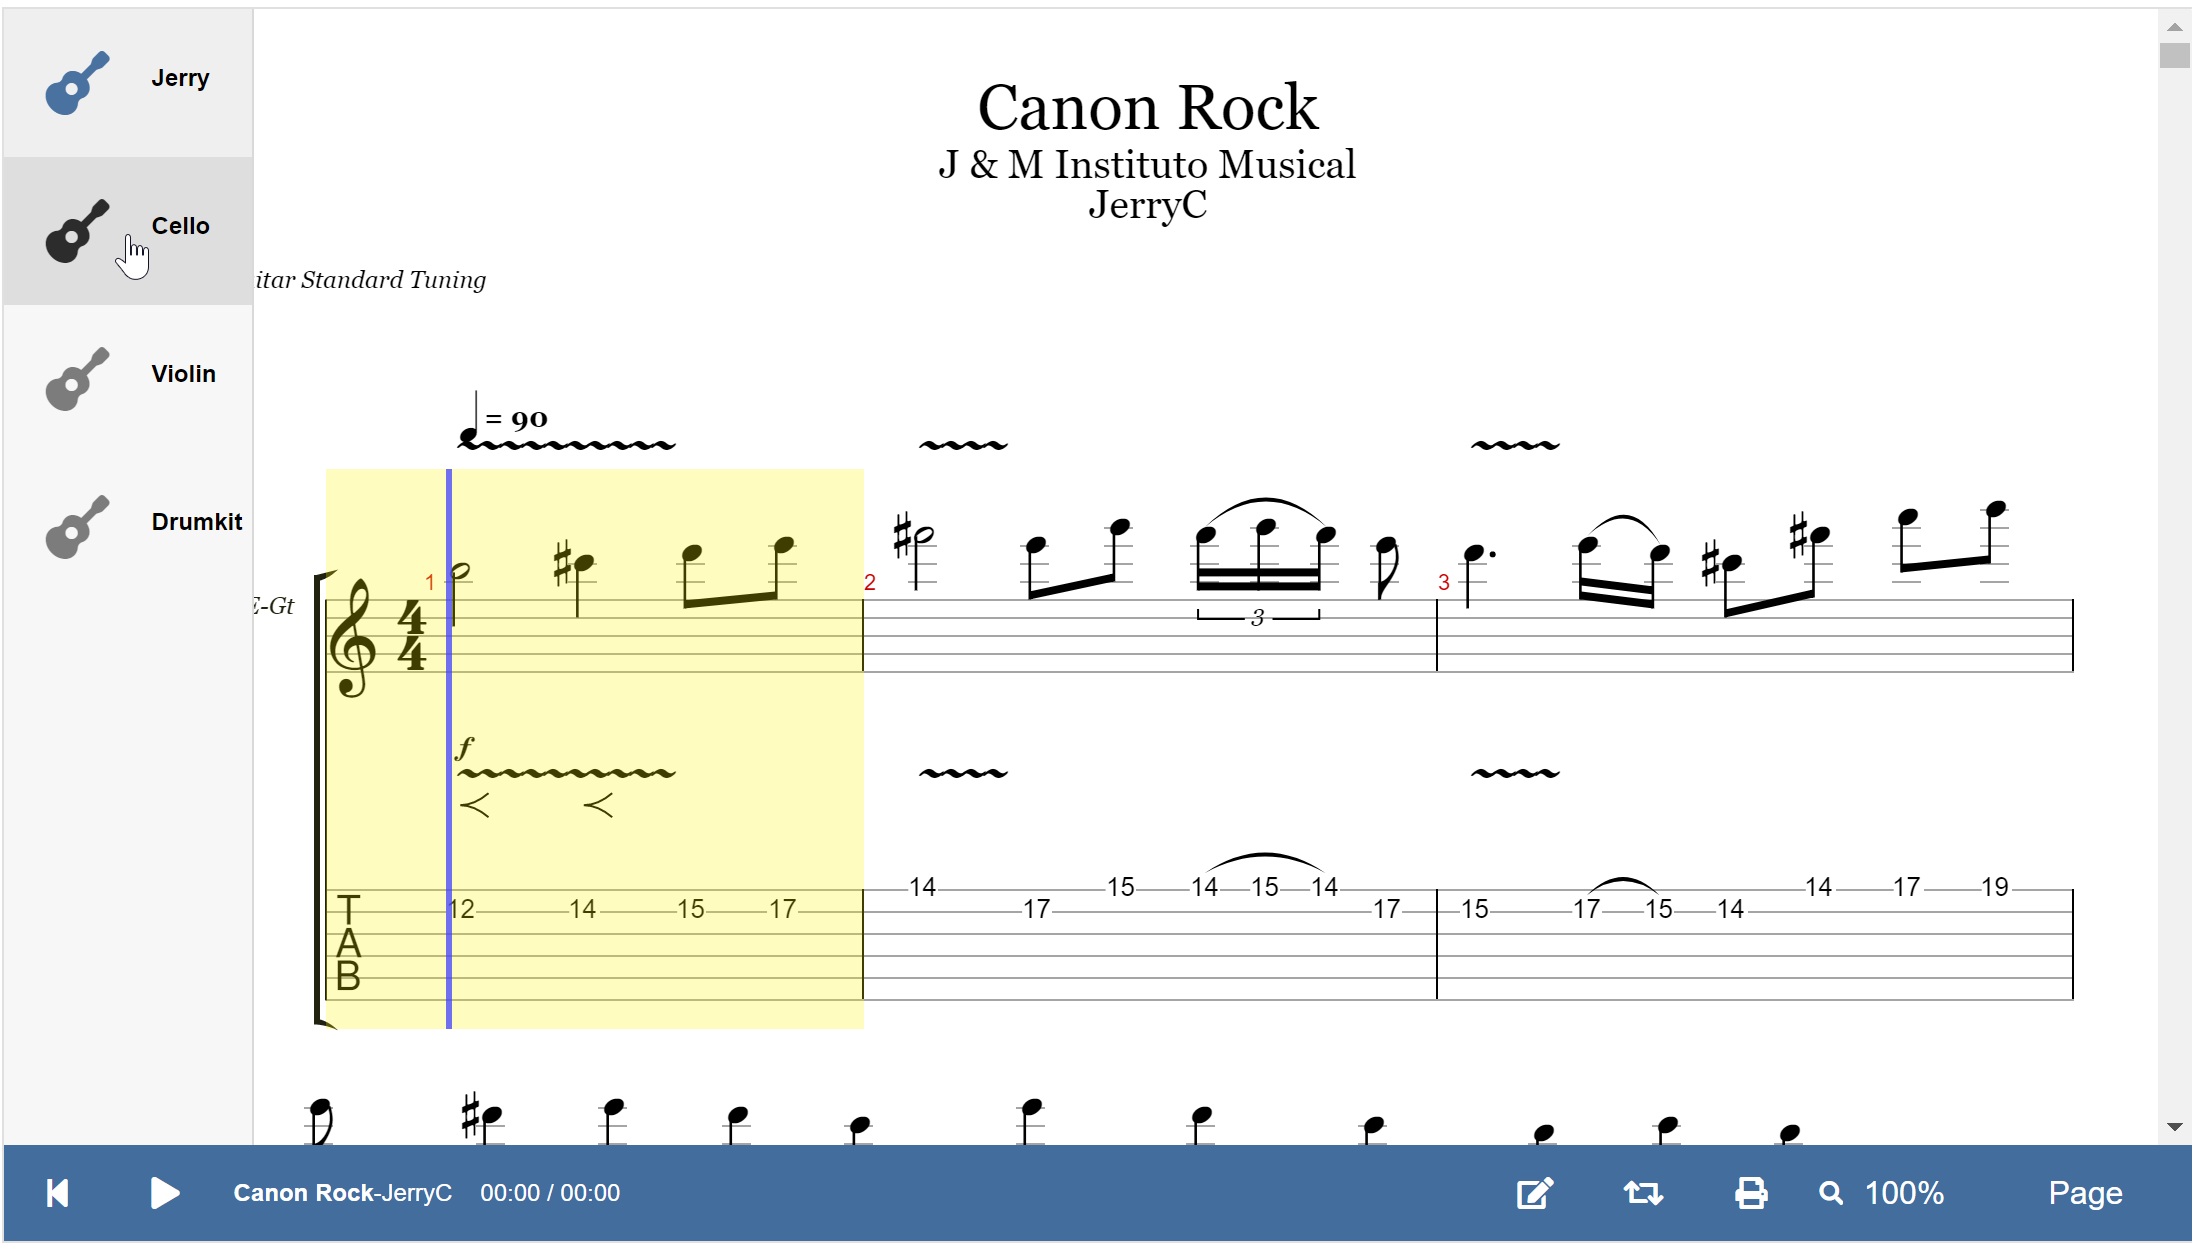 Jerry
Cello
Violin
Drumkit
Canon Rock
J & M Instituto Musical
JerryC
itar Standard Tuning
= 90
1
2
3
E-Gt
4
4
3
f
T
A
B
14 15 14 15 14 14 17 19
12 14 15 17 17 17 15 17 15 14
Canon Rock-JerryC 00:00 / 00:00
100%
Page